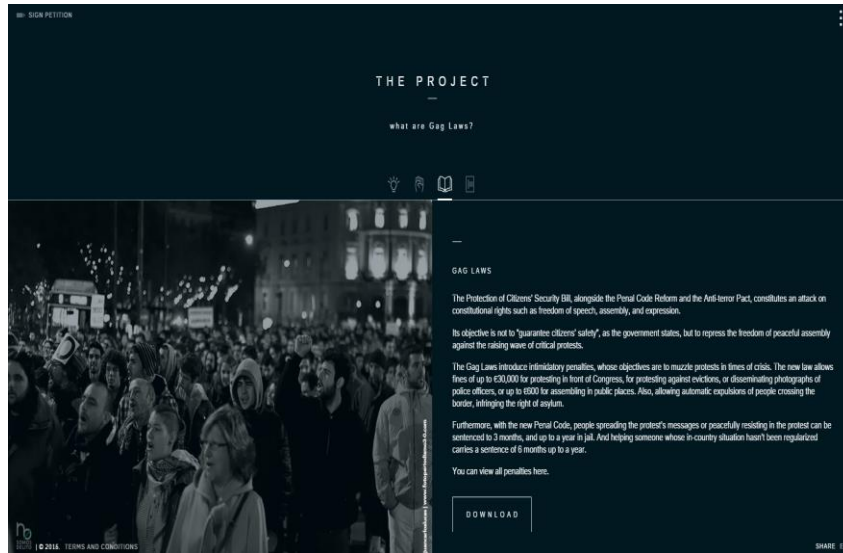 SIGN PETITION
THE PROJECT
what are Gag Laws?
GAG LAWS
The Protection of Citizens' Security Bill, alongside the Penal Code Reform and the Anti-terror Pact, constitutes an attack on
constitutional rights such as freedom of speech, assembly, and expression.
Its objective is not to "guarantee citizens' safety", as the government states, but to repress the freedom of peaceful assembly
against the raising wave of critical protests.
The Gag Laws introduce intimidatory penalties, whose objectives are to muzzle protests in times of crisis. The new law allows
fines of up to €30,000 for protesting in front of Congress, for protesting against evictions, or disseminating photographs of
police officers, or up to €600 for assembling in public places. Also, allowing automatic expulsions of people crossing the
border, infringing the right of asylum.
Furthermore, with the new Penal Code, people spreading the protest's messages or peacefully resisting in the protest can be
sentenced to 3 months, and up to a year in jail. And helping someone whose in-country situation hasn't been regularized
carries a sentence of 6 months up to a year.
You can view all penalties here.
DOWNLOAD
| © 2016. TERMS AND CONDITIONS
SHARE